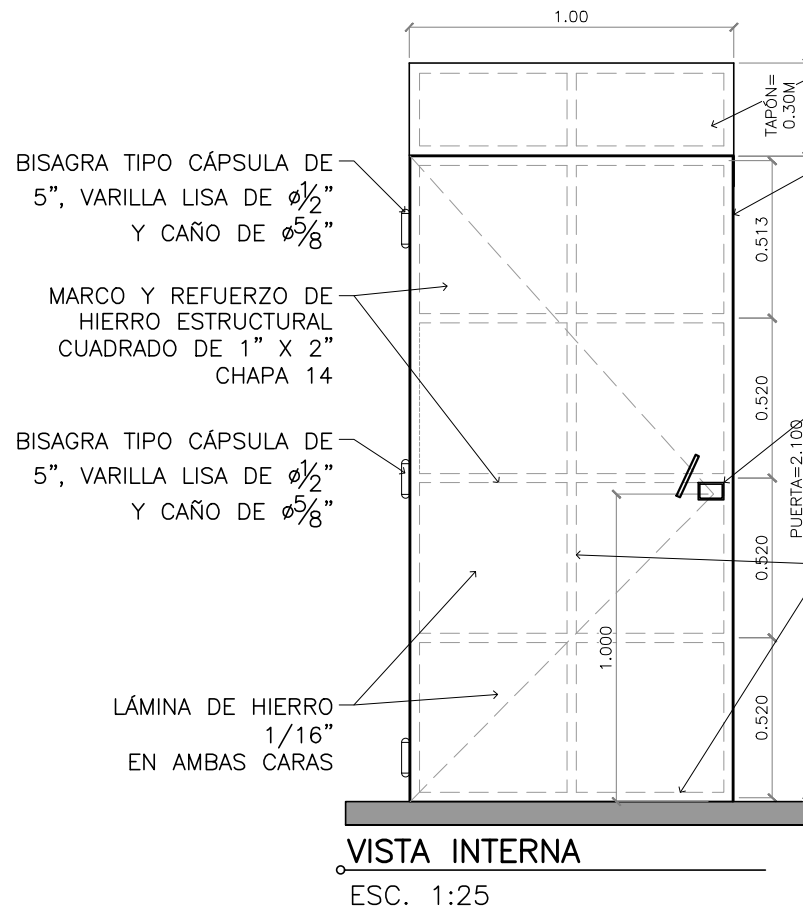 1.00
TAPÓN=
0.30M
BISAGRA TIPO CÁPSULA DE
5”, VARILLA LISA DE ø1/2”
Y CAÑO DE ø5/8”
0.513
MARCO Y REFUERZO DE
HIERRO ESTRUCTURAL
CUADRADO DE 1” X 2”
CHAPA 14
0.520
BISAGRA TIPO CÁPSULA DE
5”, VARILLA LISA DE ø1/2”
Y CAÑO DE ø5/8”
PUERTA=2.100
0.520
1.000
LÁMINA DE HIERRO
1/16”
EN AMBAS CARAS
0.520
VISTA INTERNA
ESC. 1:25